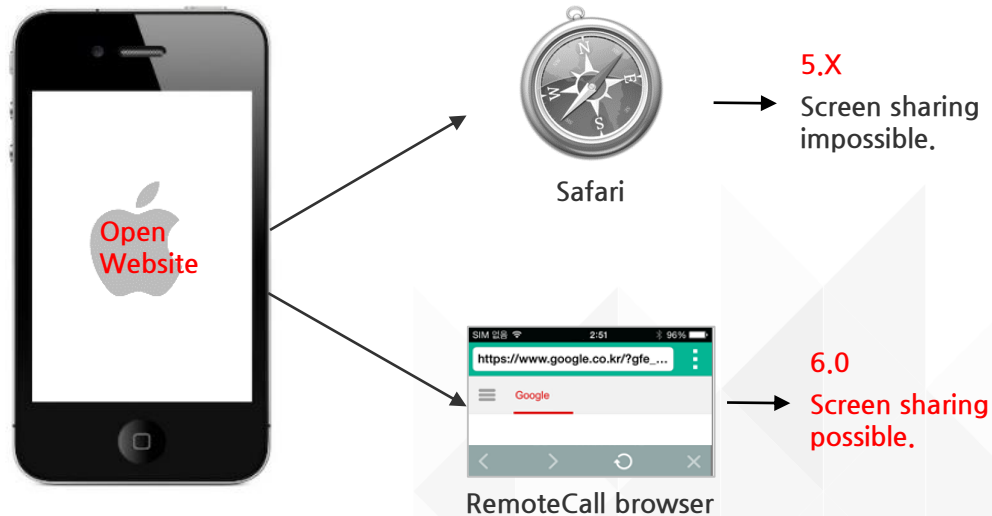 Open
Website
N
E
S
W
Safari
5.X
Screen sharing
impossible.
SIM 없음
2:51
96%
https://www.google.co.kr/?gfe_...
Google
RemoteCall browser
6.0
Screen sharing
possible.